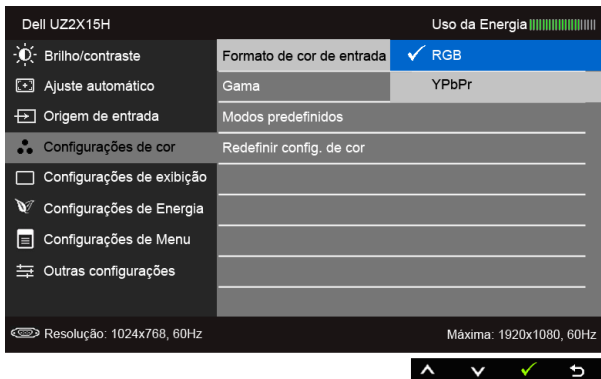 Dell UZ2X15H Uso da Energia
Brilho/contraste Formato de cor de entrada RGB
Ajuste automático Gama YPbPr
Origem de entrada Modos predefinidos
Configurações de cor Redefinir config. de cor
Configurações de exibição
Configurações de Energia
Configurações de Menu
Outras configurações
Resolução: 1024x768, 60Hz Máxima: 1920x1080, 60Hz